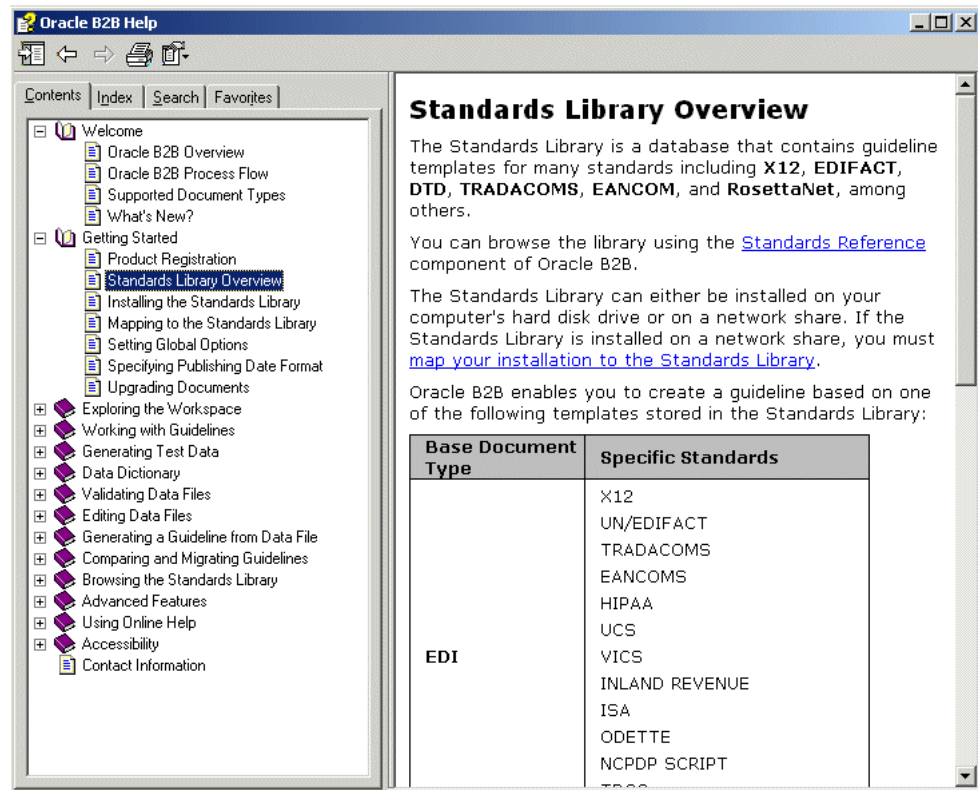 Oracle B2B Help
Contents Index Search Favorites
Welcome
Oracle B2B Overview
Oracle B2B Process Flow
Supported Document Types
What's New?
Getting Started
Product Registration
Standards Library Overview
Installing the Standards Library
Mapping to the Standards Library
Setting Global Options
Specifying Publishing Date Format
Upgrading Documents
Exploring the Workspace
Working with Guidelines
Generating Test Data
Data Dictionary
Validating Data Files
Editing Data Files
Generating a Guideline from Data File
Comparing and Migrating Guidelines
Browsing the Standards Library
Advanced Features
Using Online Help
Accessibility
Contact Information
Standards Library Overview
The Standards Library is a database that contains guideline
templates for many standards including X12, EDIFACT,
DTD, TRADACOMS, EANCOM, and RosettaNet, among
others.
You can browse the library using the Standards Reference
component of Oracle B2B.
The Standards Library can either be installed on your
computer's hard disk drive or on a network share. If the
Standards Library is installed on a network share, you must
map your installation to the Standards Library.
Oracle B2B enables you to create a guideline based on one
of the following templates stored in the Standards Library:
Base Document
Type
Specific Standards
EDI
X12
UN/EDIFACT
TRADACOMS
EANCOMS
HIPAA
UCS
VICS
INLAND REVENUE
ISA
ODETTE
NCPDP SCRIPT